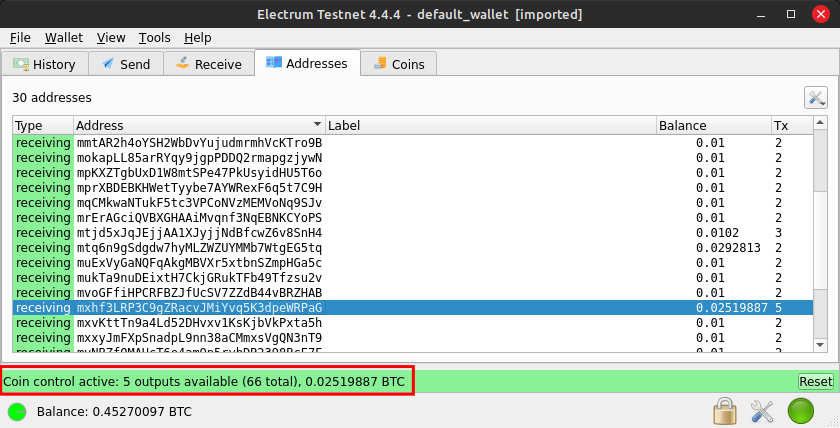 Electrum Testnet 4.4.4 - default_wallet [imported]
File Wallet View Tools Help
History Send Receive Addresses Coins
30 addresses
Type Address Label Balance Tx
receiving mmtAR2h4oYSH2WbDvYujudmrmhVcKTro9B 0.01 2
receiving mokapLL85arRYqy9jgpPDDQ2rmapgzjywN 0.01 2
receiving mpKXZTgbUxD1W8mtSPe47PkUsyidHU5T6o 0.01 2
receiving mprXBDEBKHWetTyybe7AYWRexF6q5t7C9H 0.01 2
receiving mqCMkwaNTukF5tc3VPCoNVzMEMVoNq9SJv 0.01 2
receiving mrErAGciQVBXGHAAiMvqnf3NqEBNKCYoPS 0.01 2
receiving mtjd5xJqJEjjAA1XJyjjNdBfcwZ6v8SnH4 0.0102 3
receiving mtq6n9gSdgdw7hyMLZWZUYMMb7WtgEG5tq 0.0292813 2
receiving muExVyGaNQFqAkgMBVXr5xtbnSZmpHGa5c 0.01 2
receiving mukTa9nuDEixtH7CkjGRukTFb49Tfzsu2v 0.01 2
receiving mvoGFfiHPCRFBZJfUcSV7ZZdB44vBRZHAB 0.01 2
receiving mxhf3LRP3C9gZRacvJMiYvq5K3dpeWRPaG 0.02519887 5
receiving mxvKttTn9a4Ld52DHvxv1KsKjbVkPxta5h 0.01 2
receiving mxxyJmFXpSnadpL9nn38aCMmxsVgQN3nT9 0.01 2
Coin control active: 5 outputs available (66 total), 0.02519887 BTC Reset
Balance: 0.45270097 BTC